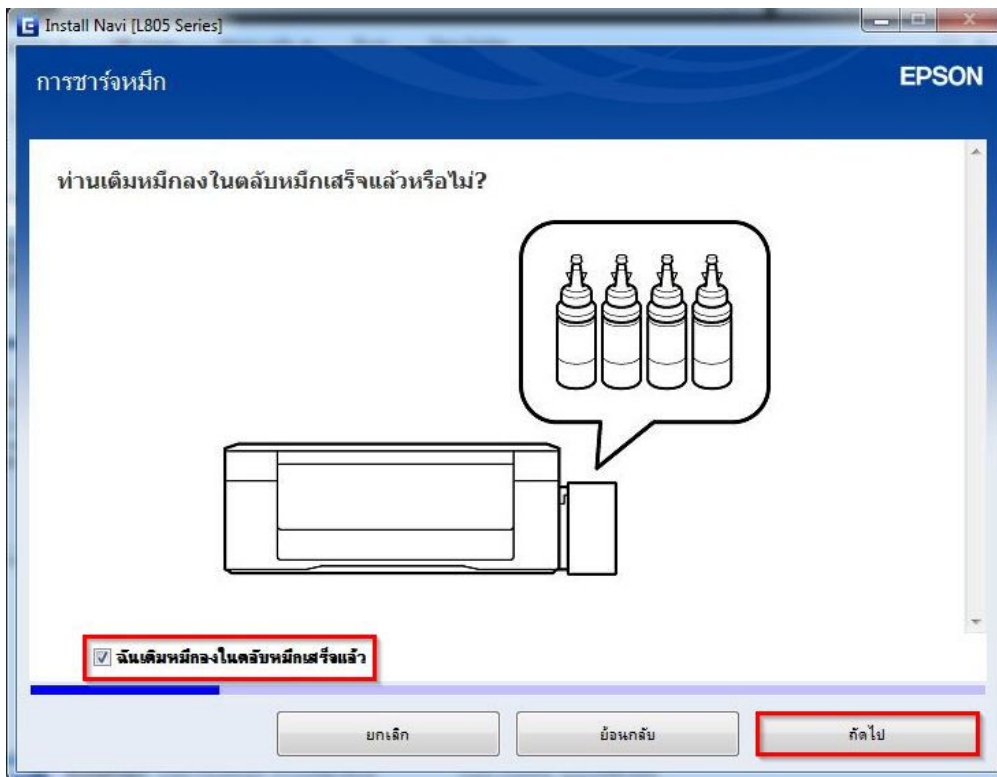 Install Navi [L805 Series]
การชาร์จหมึก
EPSON
ท่านเติมหมึกลงในตลับหมึกเสร็จแล้วหรือไม่?
ฉันเติมหมึกลงในตลับหมึกเสร็จแล้ว
ยกเลิก
ย้อนกลับ
ถัดไป